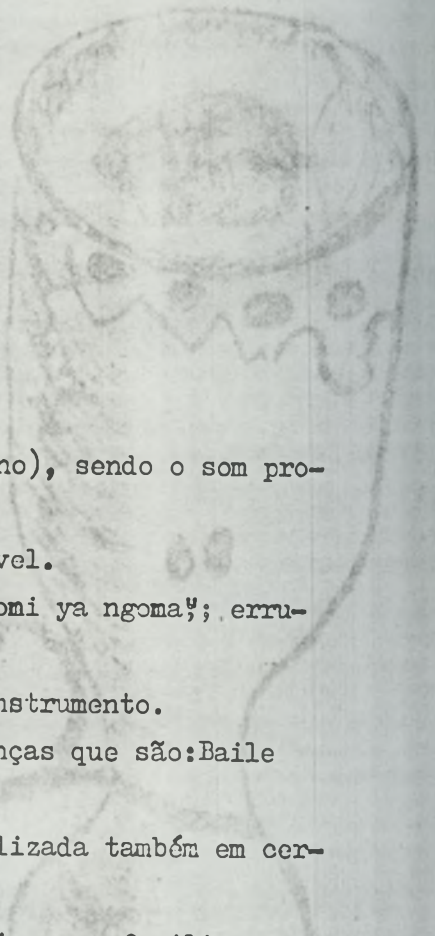 no), sendo o som pro-
vel.
omi ya ngoma"; erru-
nstrumento.
nças que são:Baile
lizada também em cer-